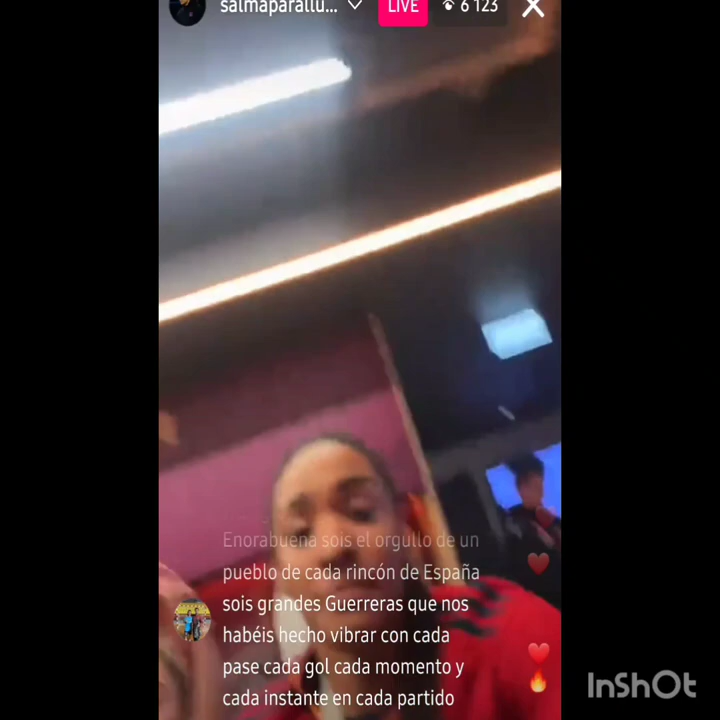 salmaparallu...
LIVE
6 123
Enorabuena sois el orgullo de un
pueblo de cada rincón de España
sois grandes Guerreras que nos
habéis hecho vibrar con cada
pase cada gol cada momento y
cada instante en cada partido
InShOt